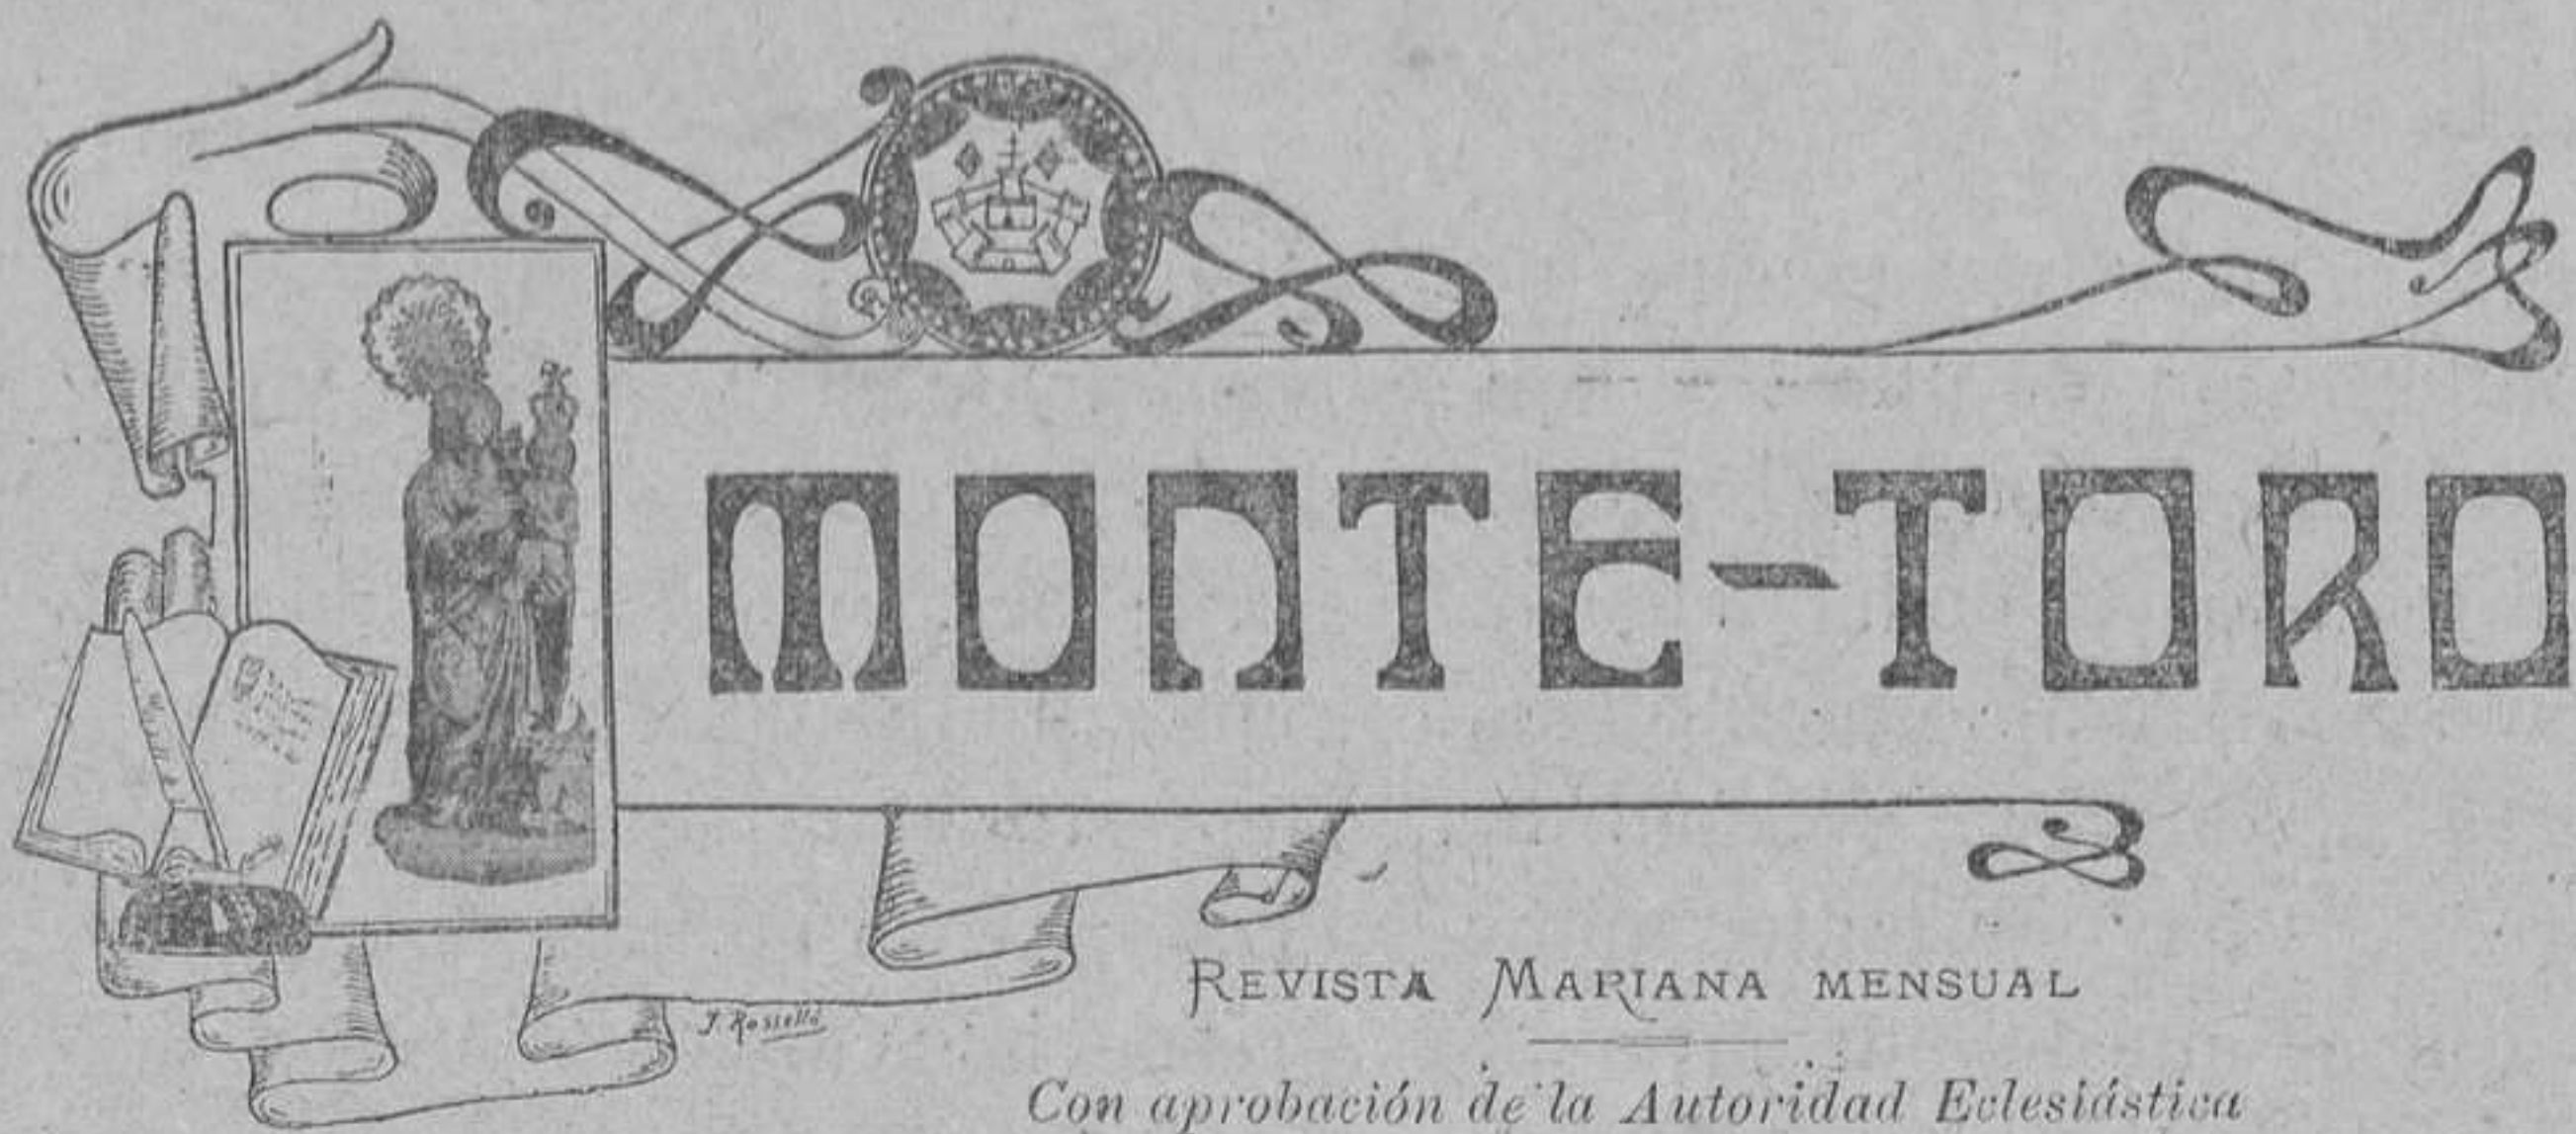 MONTE-TORO
J. Rosselló
REVISTA MARIANA MENSUAL
Con aprobación de la Autoridad Eclesiástica